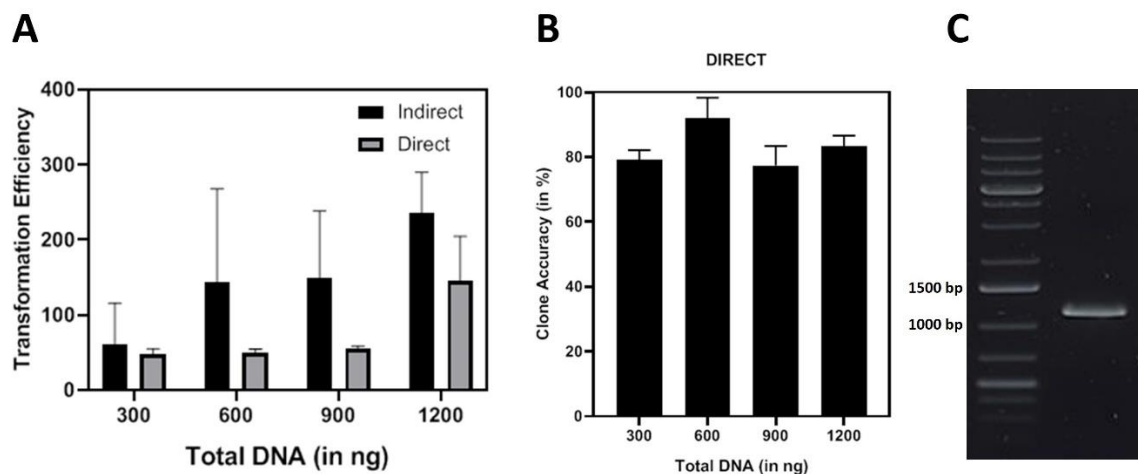 A
400
300
200
100
0
Transformation Efficiency
Indirect
Direct
300 600 900 1200
Total DNA (in ng)
B
DIRECT
100
80
60
40
20
0
Clone Accuracy (in %)
300 600 900 1200
Total DNA (in ng)
C
1500 bp
1000 bp